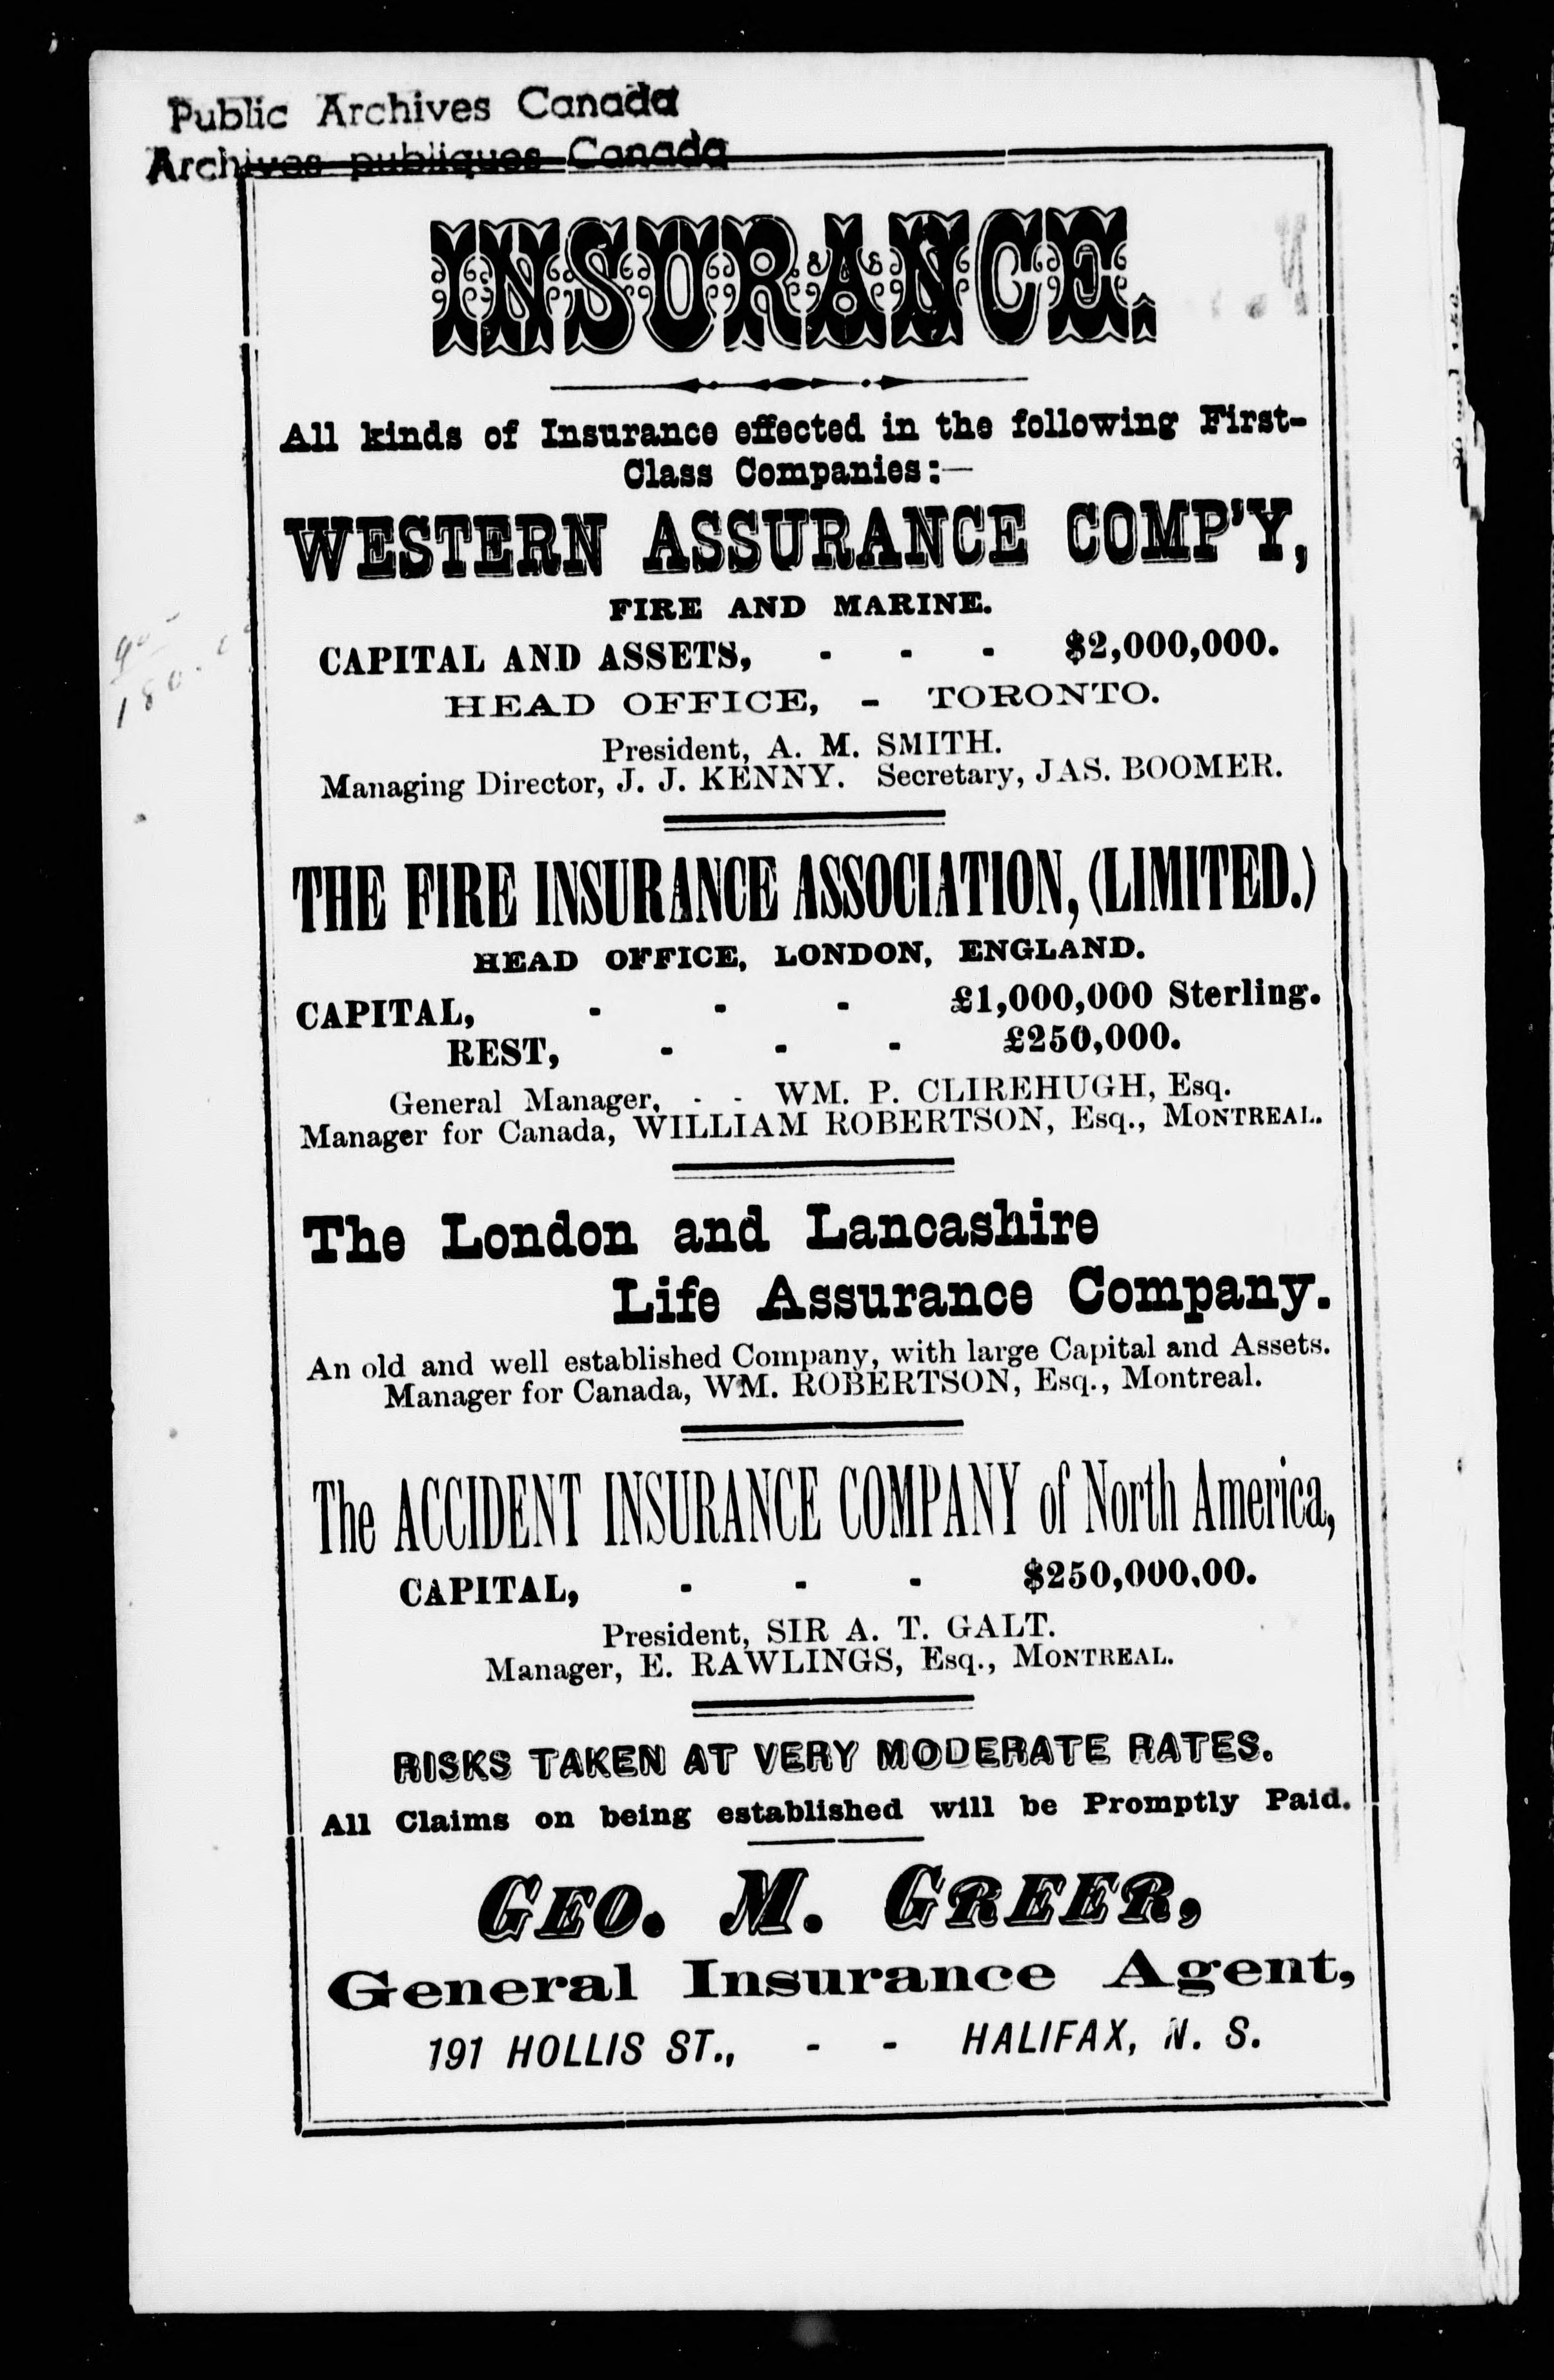 Public Archives Canada
Archives publiques Canada
INSURANCE.
All kinds of Insurance effected in the following First-
Class Companies:—
WESTERN ASSURANCE COMP'Y,
FIRE AND MARINE.
CAPITAL AND ASSETS, - - - $2,000,000.
HEAD OFFICE, - TORONTO.
President, A. M. SMITH.
Managing Director, J. J. KENNY. Secretary, JAS. BOOMER.
THE FIRE INSURANCE ASSOCIATION, (LIMITED.)
HEAD OFFICE, LONDON, ENGLAND.
CAPITAL, - - - £1,000,000 Sterling.
REST, - - - £250,000.
General Manager, - - WM. P. CLIREHUGH, Esq.
Manager for Canada, WILLIAM ROBERTSON, Esq., MONTREAL.
The London and Lancashire
Life Assurance Company.
An old and well established Company, with large Capital and Assets.
Manager for Canada, WM. ROBERTSON, Esq., Montreal.
The ACCIDENT INSURANCE COMPANY of North America,
CAPITAL, - - - $250,000.00.
President, SIR A. T. GALT.
Manager, E. RAWLINGS, Esq., MONTREAL.
RISKS TAKEN AT VERY MODERATE RATES.
All Claims on being established will be Promptly Paid.
GEO. M. GREER,
General Insurance Agent,
191 HOLLIS ST., - - HALIFAX, N. S.